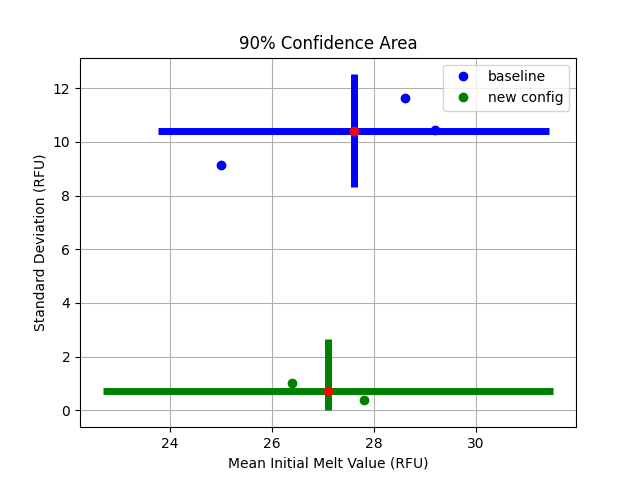 90% Confidence Area
baseline
new config
Standard Deviation (RFU)
12
10
8
6
4
2
0
24
26
28
30
Mean Initial Melt Value (RFU)